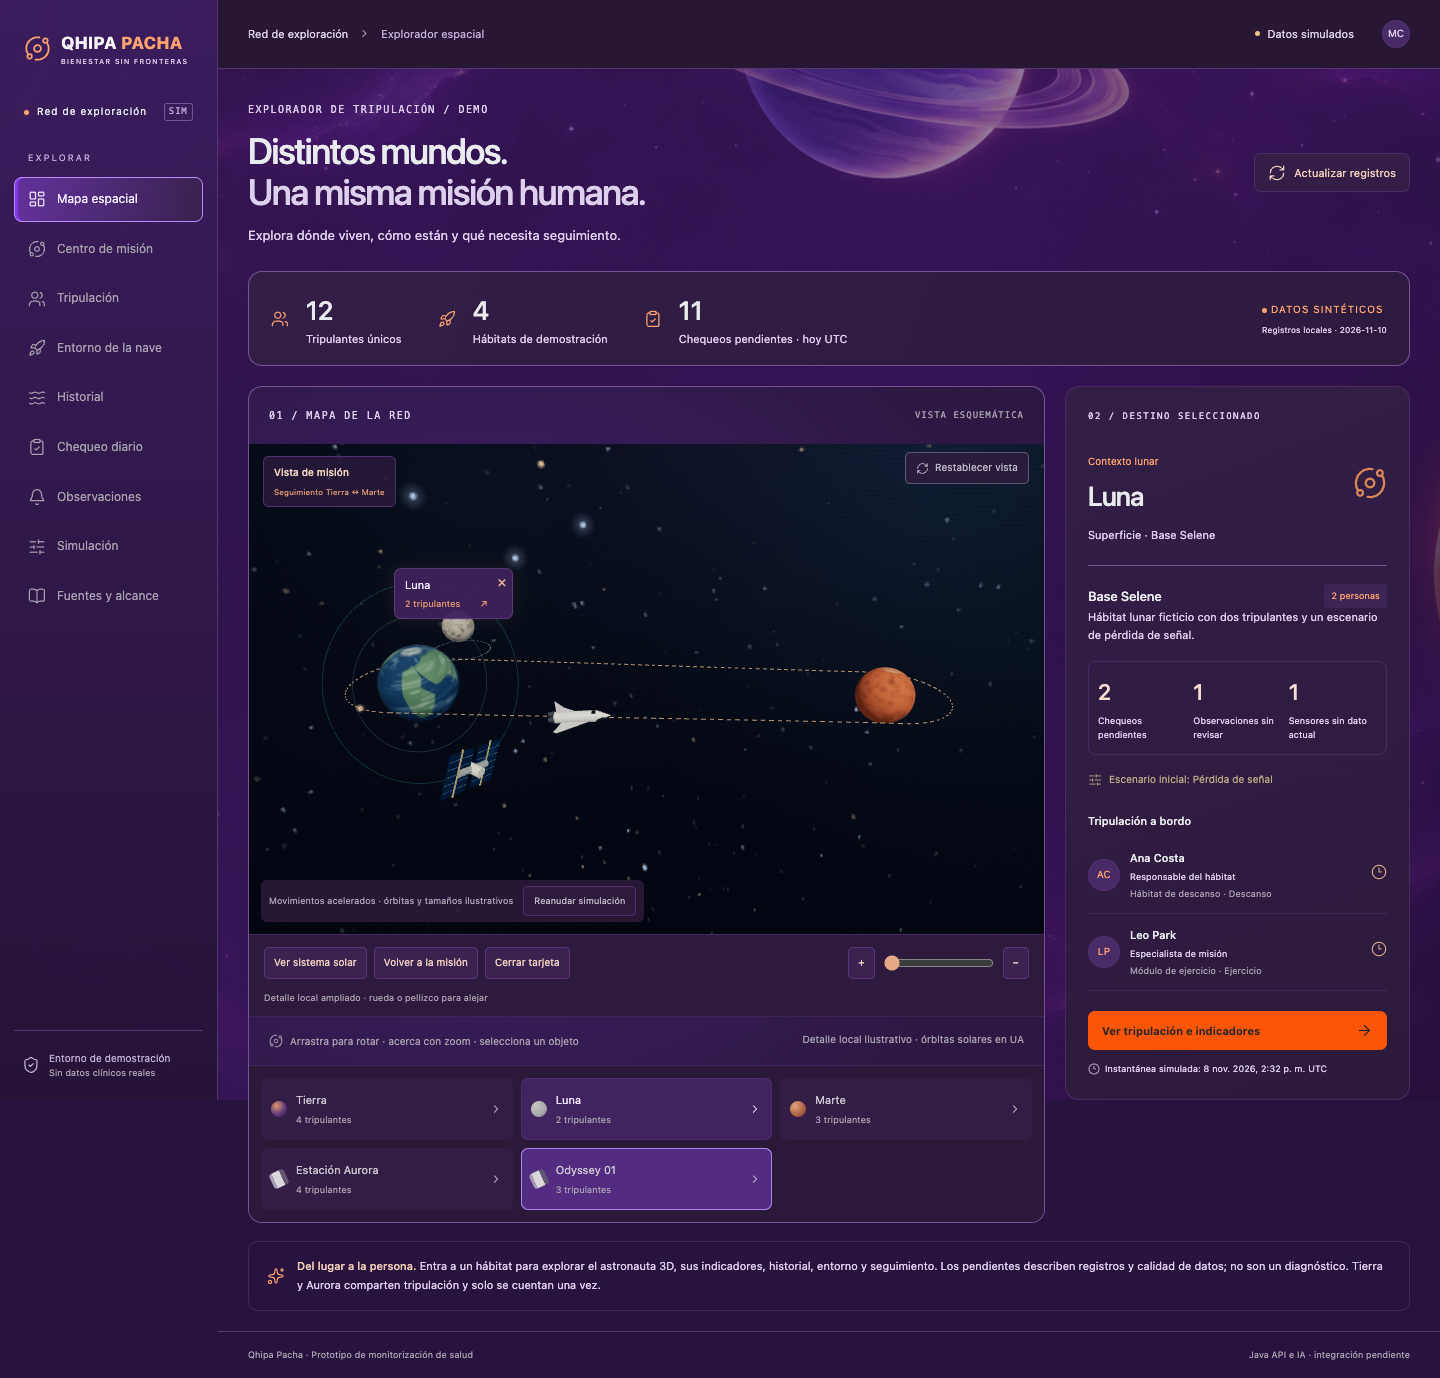 QHIPA PACHA
BIENESTAR SIN FRONTERAS
Red de exploración
SIM
EXPLORAR
Mapa espacial
Centro de misión
Tripulación
Entorno de la nave
Historial
Chequeo diario
Observaciones
Simulación
Fuentes y alcance
Entorno de demostración
Sin datos clínicos reales
Red de exploración
Explorador espacial
Datos simulados
MC
EXPLORADOR DE TRIPULACIÓN / DEMO
Distintos mundos.
Una misma misión humana.
Explora dónde viven, cómo están y qué necesita seguimiento.
Actualizar registros
12
Tripulantes únicos
4
Hábitats de demostración
11
Chequeos pendientes · hoy UTC
DATOS SINTÉTICOS
Registros locales · 2026-11-10
01 / MAPA DE LA RED
VISTA ESQUEMÁTICA
Vista de misión
Seguimiento Tierra ↔ Marte
Restablecer vista
Luna
×
2 tripulantes ↗
Movimientos acelerados · órbitas y tamaños ilustrativos
Reanudar simulación
Ver sistema solar
Volver a la misión
Cerrar tarjeta
+
−
Detalle local ampliado · rueda o pellizco para alejar
Arrastra para rotar · acerca con zoom · selecciona un objeto
Detalle local ilustrativo · órbitas solares en UA
Tierra
4 tripulantes
Luna
2 tripulantes
Marte
3 tripulantes
Estación Aurora
4 tripulantes
Odyssey 01
3 tripulantes
02 / DESTINO SELECCIONADO
Contexto lunar
Luna
Superficie · Base Selene
Base Selene
2 personas
Hábitat lunar ficticio con dos tripulantes y un escenario
de pérdida de señal.
2
Chequeos
pendientes
1
Observaciones sin
revisar
1
Sensores sin dato
actual
Escenario inicial: Pérdida de señal
Tripulación a bordo
AC
Ana Costa
Responsable del hábitat
Hábitat de descanso · Descanso
LP
Leo Park
Especialista de misión
Módulo de ejercicio · Ejercicio
Ver tripulación e indicadores
Instantánea simulada: 8 nov. 2026, 2:32 p. m. UTC
Del lugar a la persona. Entra a un hábitat para explorar el astronauta 3D, sus indicadores, historial, entorno y seguimiento. Los pendientes describen registros y calidad de datos; no son un diagnóstico. Tierra
y Aurora comparten tripulación y solo se cuentan una vez.
Qhipa Pacha · Prototipo de monitorización de salud
Java API e IA · integración pendiente